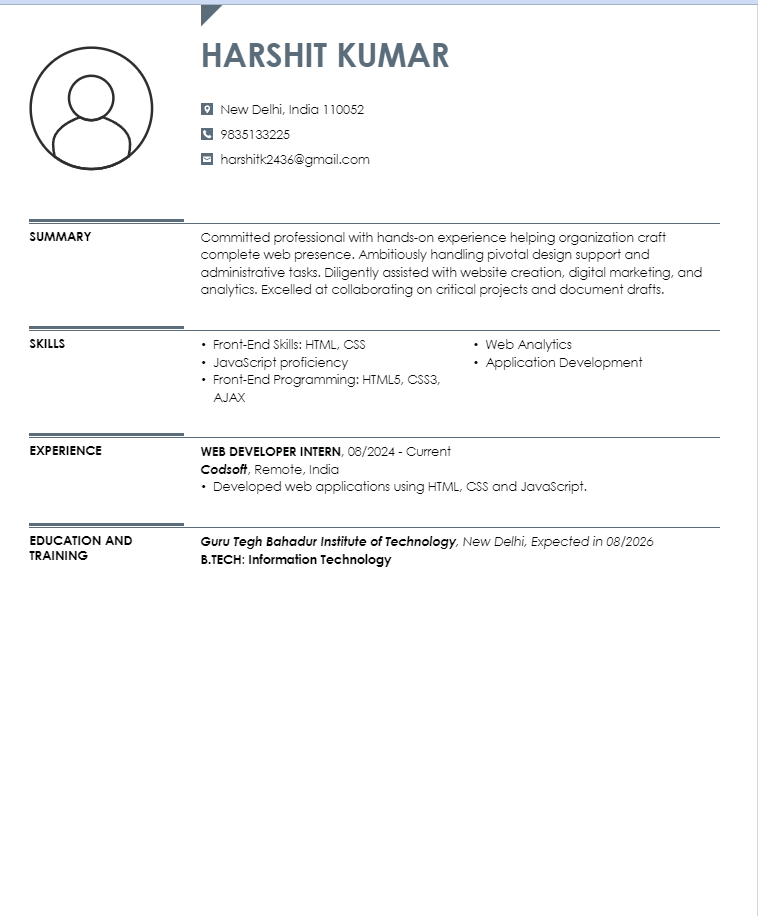 HARSHIT KUMAR
New Delhi, India 110052
9835133225
harshitk2436@gmail.com
SUMMARY
Committed professional with hands-on experience helping organization craft
complete web presence. Ambitiously handling pivotal design support and
administrative tasks. Diligently assisted with website creation, digital marketing, and
analytics. Excelled at collaborating on critical projects and document drafts.
SKILLS
• Front-End Skills: HTML, CSS
• JavaScript proficiency
• Front-End Programming: HTML5, CSS3,
AJAX
• Web Analytics
• Application Development
EXPERIENCE
WEB DEVELOPER INTERN, 08/2024 - Current
Codsoft, Remote, India
• Developed web applications using HTML, CSS and JavaScript.
EDUCATION AND
TRAINING
Guru Tegh Bahadur Institute of Technology, New Delhi, Expected in 08/2026
B.TECH: Information Technology